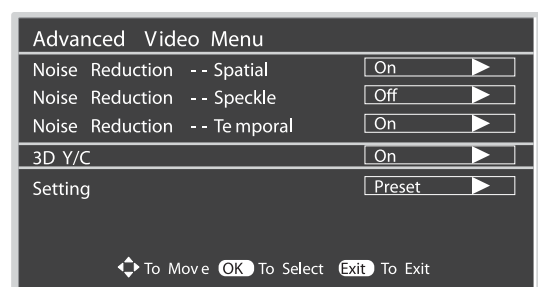 Advanced Video Menu
Noise Reduction -- Spatial On
Noise Reduction -- Speckle Off
Noise Reduction -- Temporal On
3D Y/C On
Setting Preset
To Move OK To Select Exit To Exit